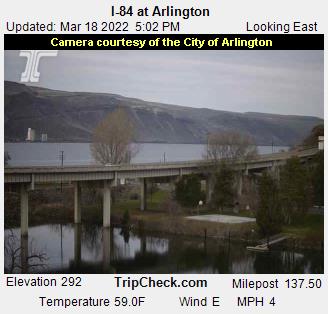 I-84 at Arlington
Updated: Mar 18 2022 5:02 PM Looking East
Camera courtesy of the City of Arlington
Elevation 292 TripCheck.com Milepost 137.50
Temperature 59.0F Wind E MPH 4